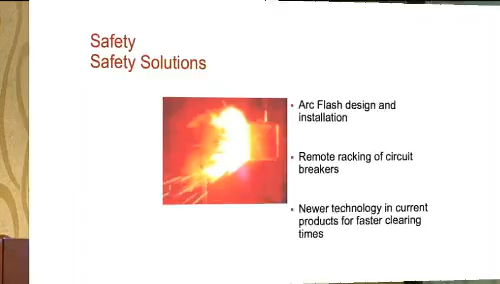 Safety
Safety Solutions
Arc Flash design and
installation
Remote racking of circuit
breakers
Newer technology in current
products for faster clearing
times